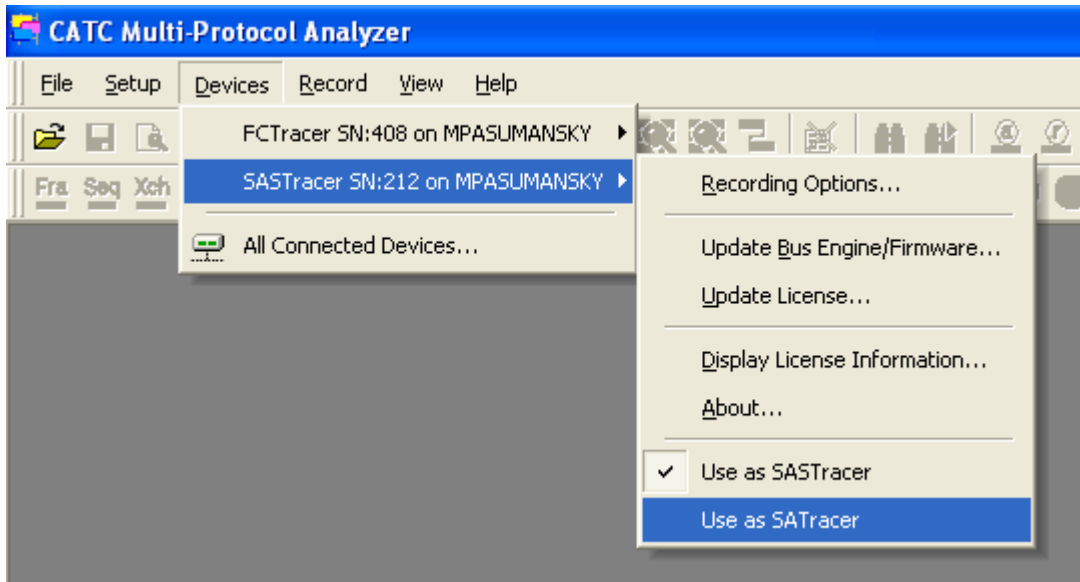 CATC Multi-Protocol Analyzer
File Setup Devices Record View Help
FCTracer SN:408 on MPASUMANSKY
SASTracer SN:212 on MPASUMANSKY
All Connected Devices...
Fra Seq Xch
Recording Options...
Update Bus Engine/Firmware...
Update License...
Display License Information...
About...
Use as SASTracer
Use as SATracer